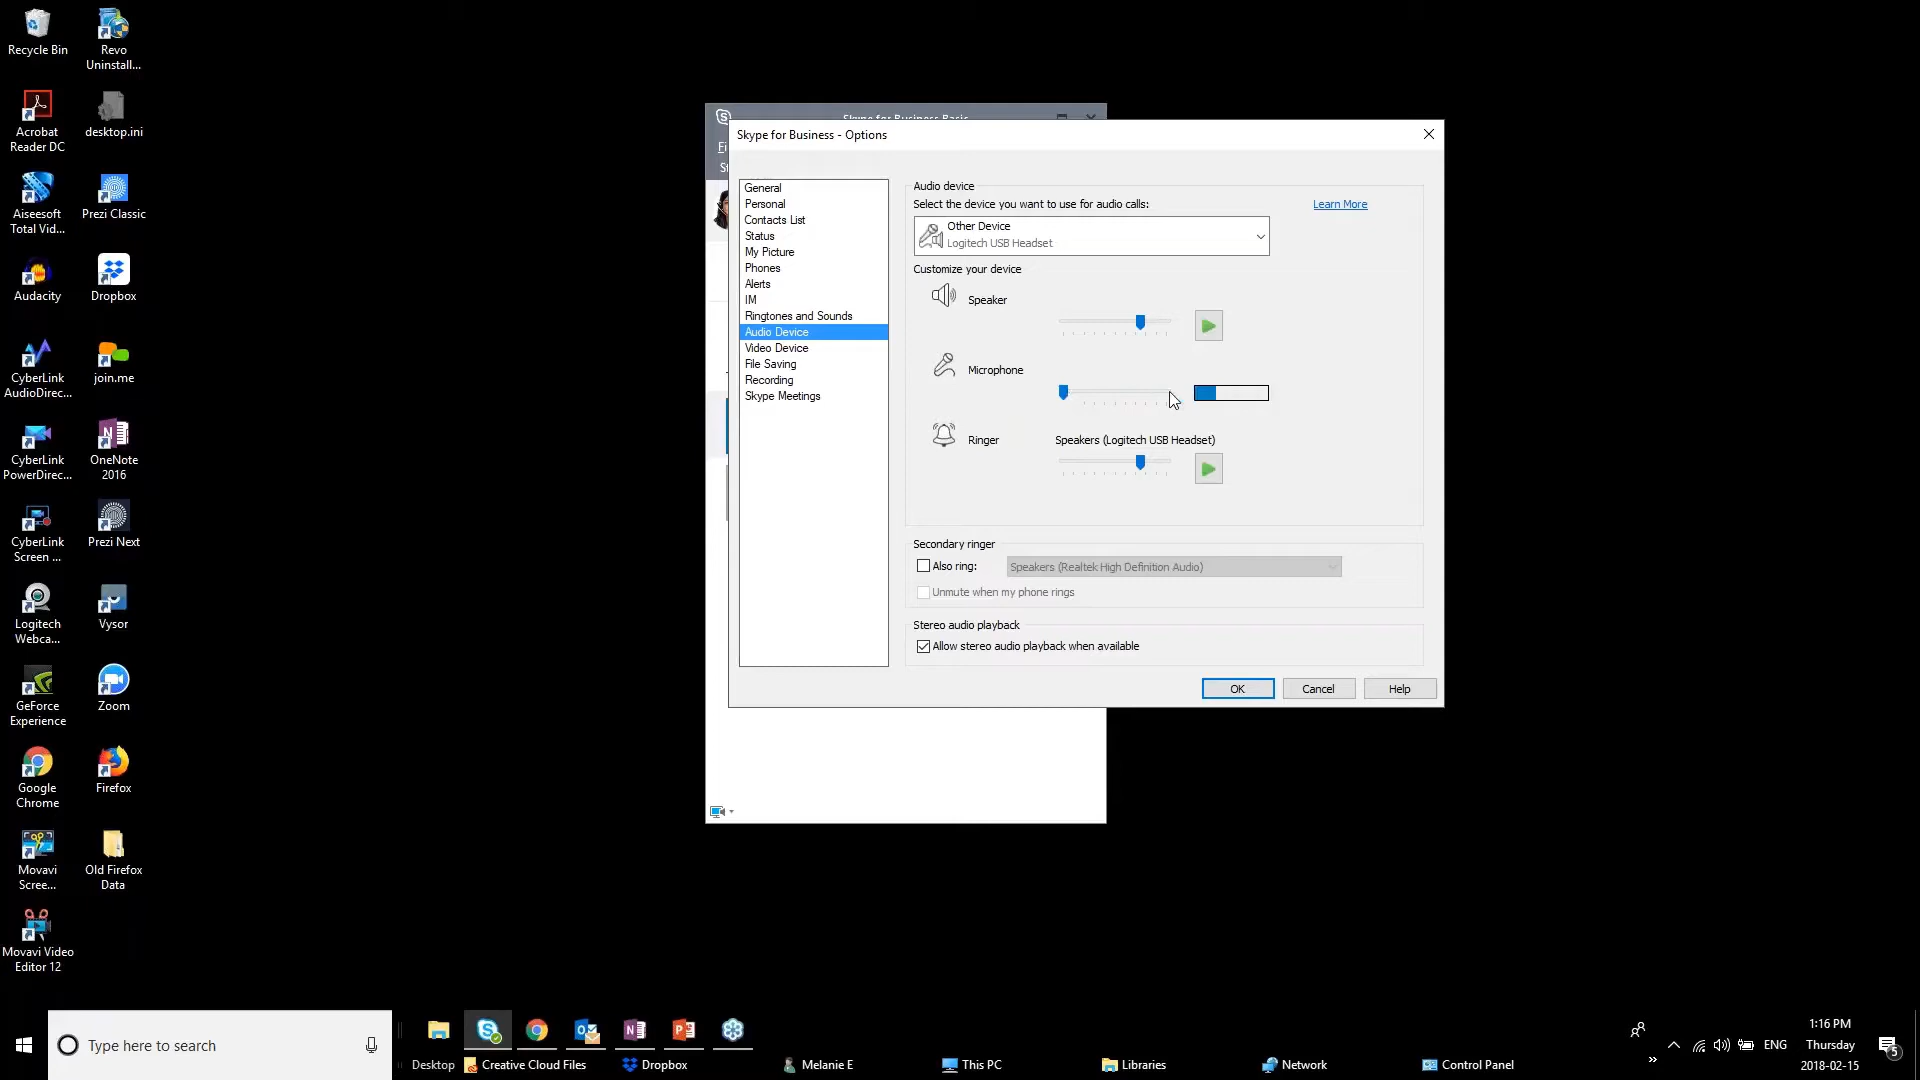 Recycle Bin
Revo
Uninstall...
Acrobat
Reader DC
desktop.ini
Aiseesoft
Total Vid...
Prezi Classic
Audacity
Dropbox
CyberLink
AudioDirec...
join.me
CyberLink
PowerDirec...
OneNote
2016
CyberLink
Screen ...
Prezi Next
Logitech
Webca...
Vysor
GeForce
Experience
Zoom
Google
Chrome
Firefox
Movavi
Scree...
Old Firefox
Data
Movavi Video
Editor 12
Skype for Business Basic
Skype for Business - Options
General
Personal
Contacts List
Status
My Picture
Phones
Alerts
IM
Ringtones and Sounds
Audio Device
Video Device
File Saving
Recording
Skype Meetings
Audio device
Select the device you want to use for audio calls:
Learn More
Other Device
Logitech USB Headset
Customize your device
Speaker
Microphone
Ringer
Speakers (Logitech USB Headset)
Secondary ringer
Also ring:
Speakers (Realtek High Definition Audio)
Unmute when my phone rings
Stereo audio playback
Allow stereo audio playback when available
OK
Cancel
Help
Type here to search
Desktop
Creative Cloud Files
Dropbox
Melanie E
This PC
Libraries
Network
Control Panel
ENG
1:16 PM
Thursday
2018-02-15
5